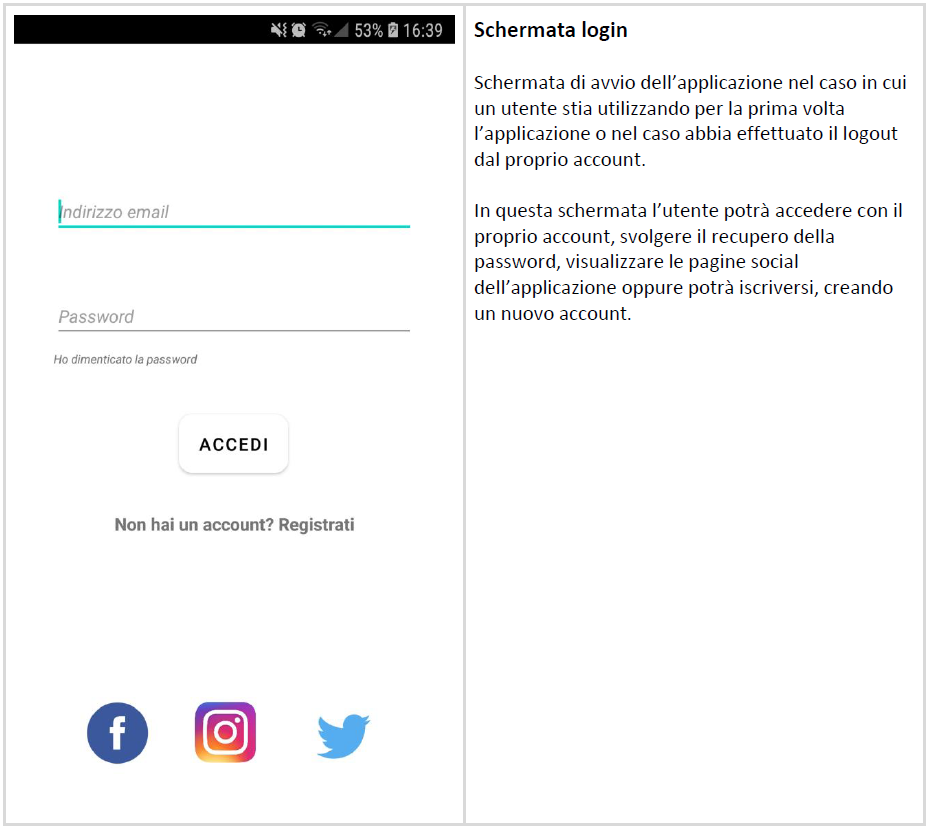 53% 16:39
Indirizzo email
Password
Ho dimenticato la password
ACCEDI
Non hai un account? Registrati
Schermata login
Schermata di avvio dell’applicazione nel caso in cui
un utente stia utilizzando per la prima volta
l’applicazione o nel caso abbia effettuato il logout
dal proprio account.
In questa schermata l’utente potrà accedere con il
proprio account, svolgere il recupero della
password, visualizzare le pagine social
dell’applicazione oppure potrà iscriversi, creando
un nuovo account.